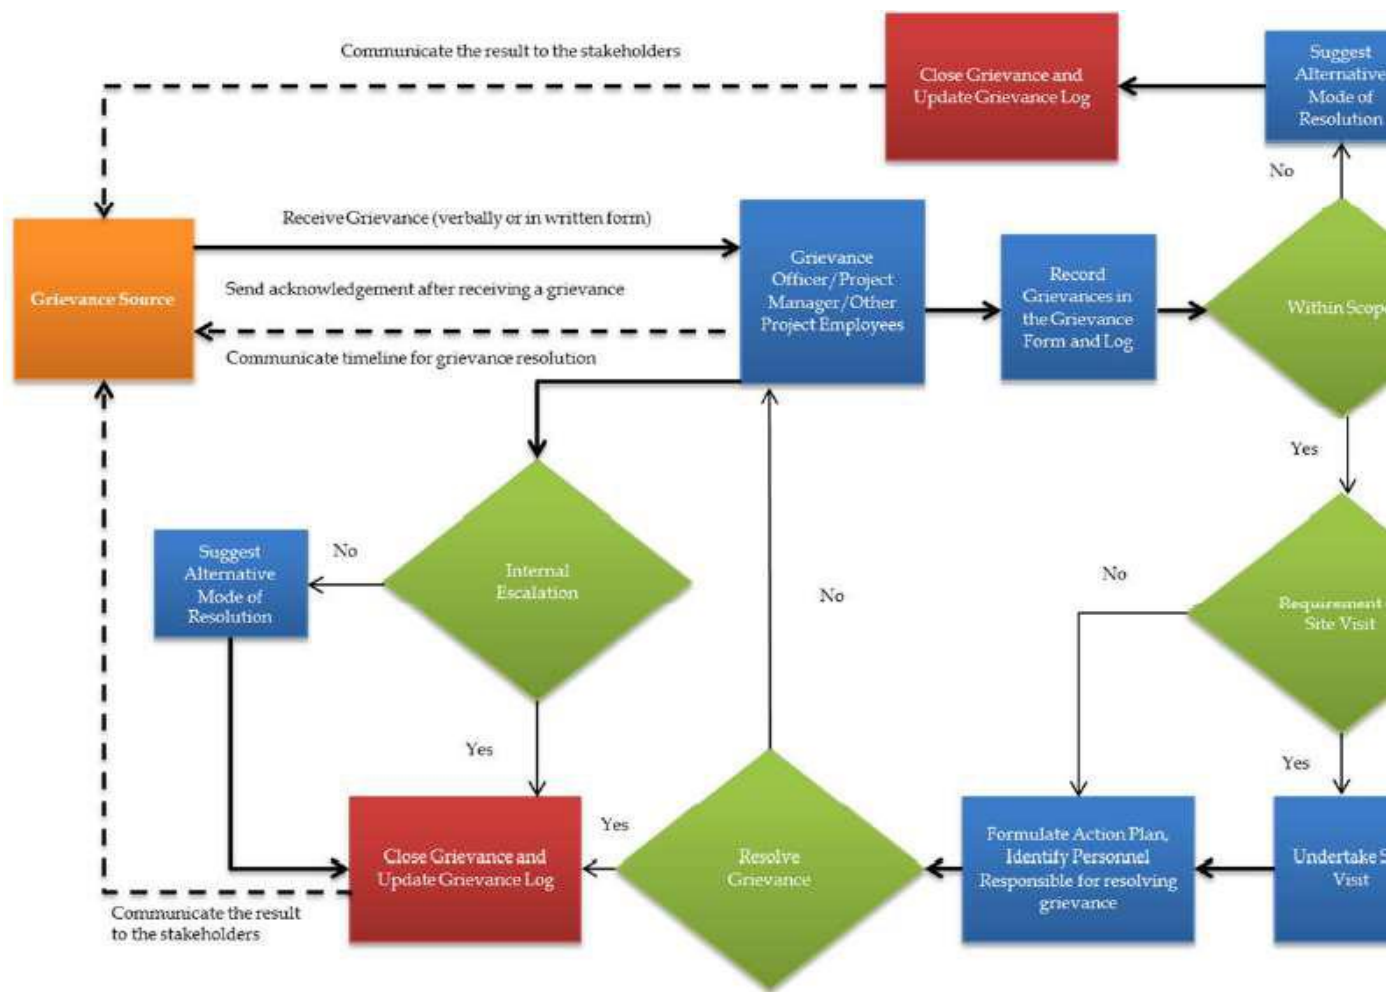 Communicate the result to the stakeholders
Close Grievance and
Update Grievance Log
Suggest
Alternative
Mode of
Resolution
No
Receive Grievance (verbally or in written form)
Grievance Source
Send acknowledgement after receiving a grievance
Communicate timeline for grievance resolution
Grievance
Officer/Project
Manager/Other
Project Employees
Record
Grievances in
the Grievance
Form and Log
Within Scope
Yes
Suggest
Alternative
Mode of
Resolution
No
Internal
Escalation
No
No
Requirement
Site Visit
Yes
Yes
Close Grievance and
Update Grievance Log
Yes
Resolve
Grievance
Formulate Action Plan,
Identify Personnel
Responsible for resolving
grievance
Undertake
Visit
Communicate the result
to the stakeholders